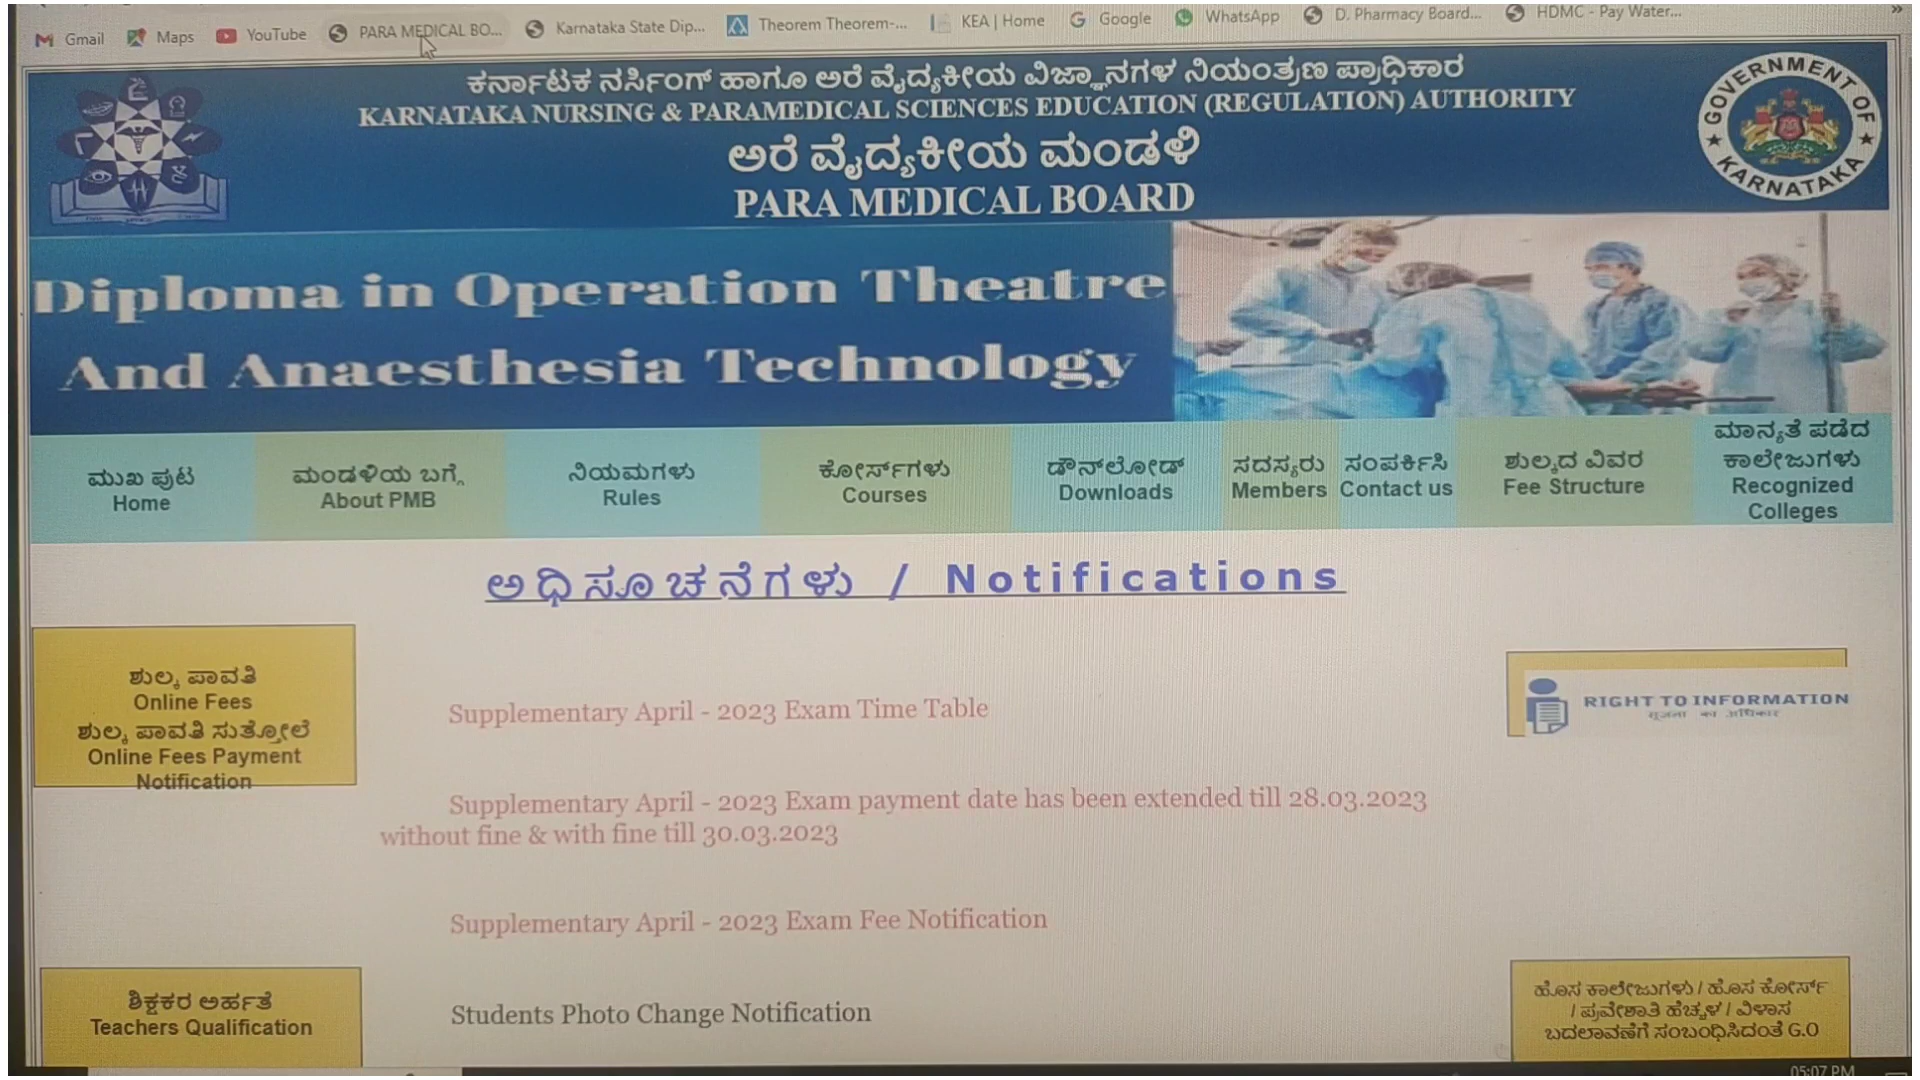 Gmail Maps YouTube PARA MEDICAL BO... Karnataka State Dip... Theorem Theorem-... KEA | Home Google WhatsApp D. Pharmacy Board... HDMC - Pay Water... »
ಕರ್ನಾಟಕ ನರ್ಸಿಂಗ್ ಹಾಗೂ ಅರೆ ವೈದ್ಯಕೀಯ ವಿಜ್ಞಾನಗಳ ನಿಯಂತ್ರಣ ಪ್ರಾಧಿಕಾರ
KARNATAKA NURSING & PARAMEDICAL SCIENCES EDUCATION (REGULATION) AUTHORITY
ಅರೆ ವೈದ್ಯಕೀಯ ಮಂಡಳಿ
PARA MEDICAL BOARD
GOVERNMENT OF
KARNATAKA
Diploma in Operation Theatre
And Anaesthesia Technology
ಮುಖ ಪುಟ
Home
ಮಂಡಳಿಯ ಬಗ್ಗೆ
About PMB
ನಿಯಮಗಳು
Rules
ಕೋರ್ಸ್‌ಗಳು
Courses
ಡೌನ್‌ಲೋಡ್
Downloads
ಸದಸ್ಯರು
Members
ಸಂಪರ್ಕಿಸಿ
Contact us
ಶುಲ್ಕದ ವಿವರ
Fee Structure
ಮಾನ್ಯತೆ ಪಡೆದ
ಕಾಲೇಜುಗಳು
Recognized
Colleges
ಅಧಿಸೂಚನೆಗಳು / Notifications
ಶುಲ್ಕ ಪಾವತಿ
Online Fees
ಶುಲ್ಕ ಪಾವತಿ ಸುತ್ತೋಲೆ
Online Fees Payment
Notification
Supplementary April - 2023 Exam Time Table
RIGHT TO INFORMATION
सूचना का अधिकार
Supplementary April - 2023 Exam payment date has been extended till 28.03.2023
without fine & with fine till 30.03.2023
Supplementary April - 2023 Exam Fee Notification
ಶಿಕ್ಷಕರ ಅರ್ಹತೆ
Teachers Qualification
Students Photo Change Notification
ಹೊಸ ಕಾಲೇಜುಗಳು / ಹೊಸ ಕೋರ್ಸ್
/ ಪ್ರವೇಶಾತಿ ಹೆಚ್ಚಳ / ವಿಳಾಸ
ಬದಲಾವಣೆಗೆ ಸಂಬಂಧಿಸಿದಂತೆ G.O
05:07 PM